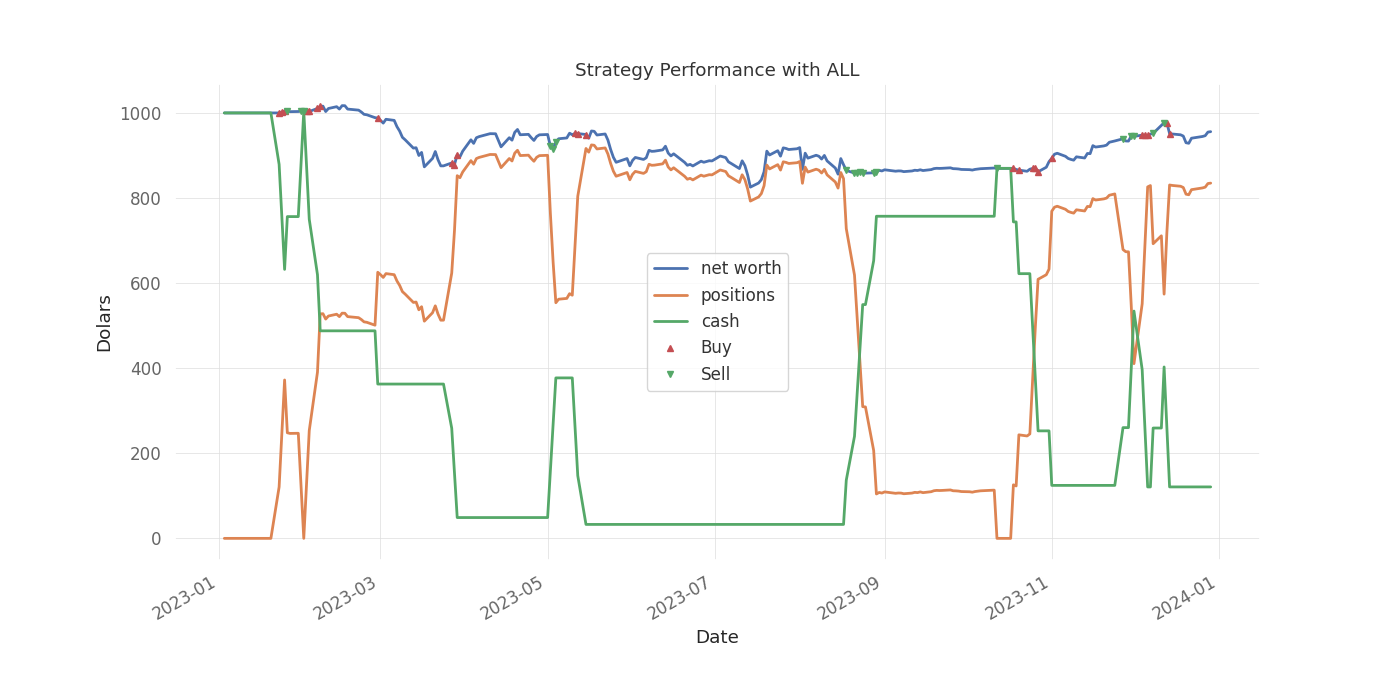 Strategy Performance with ALL
Dolars
1000
800
600
400
200
0
net worth
positions
cash
Buy
Sell
2023-01
2023-03
2023-05
2023-07
2023-09
2023-11
2024-01
Date